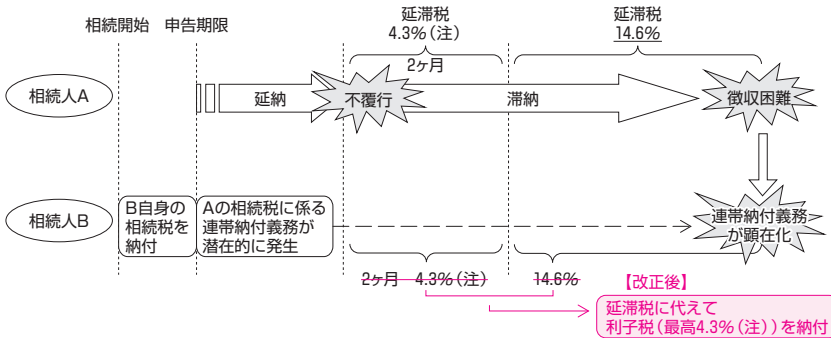 相続開始 申告期限
延滞税
4.3%(注)
2ヶ月
延滞税
14.6%
相続人A
延納
不履行
滞納
徴収困難
相続人B
B自身の
相続税を
納付
Aの相続税に係る
連帯納付義務が
潜在的に発生
連帯納付義務
が顕在化
2ヶ月 4.3%(注)
14.6%
【改正後】
延滞税に代えて
利子税(最高4.3%(注))を納付